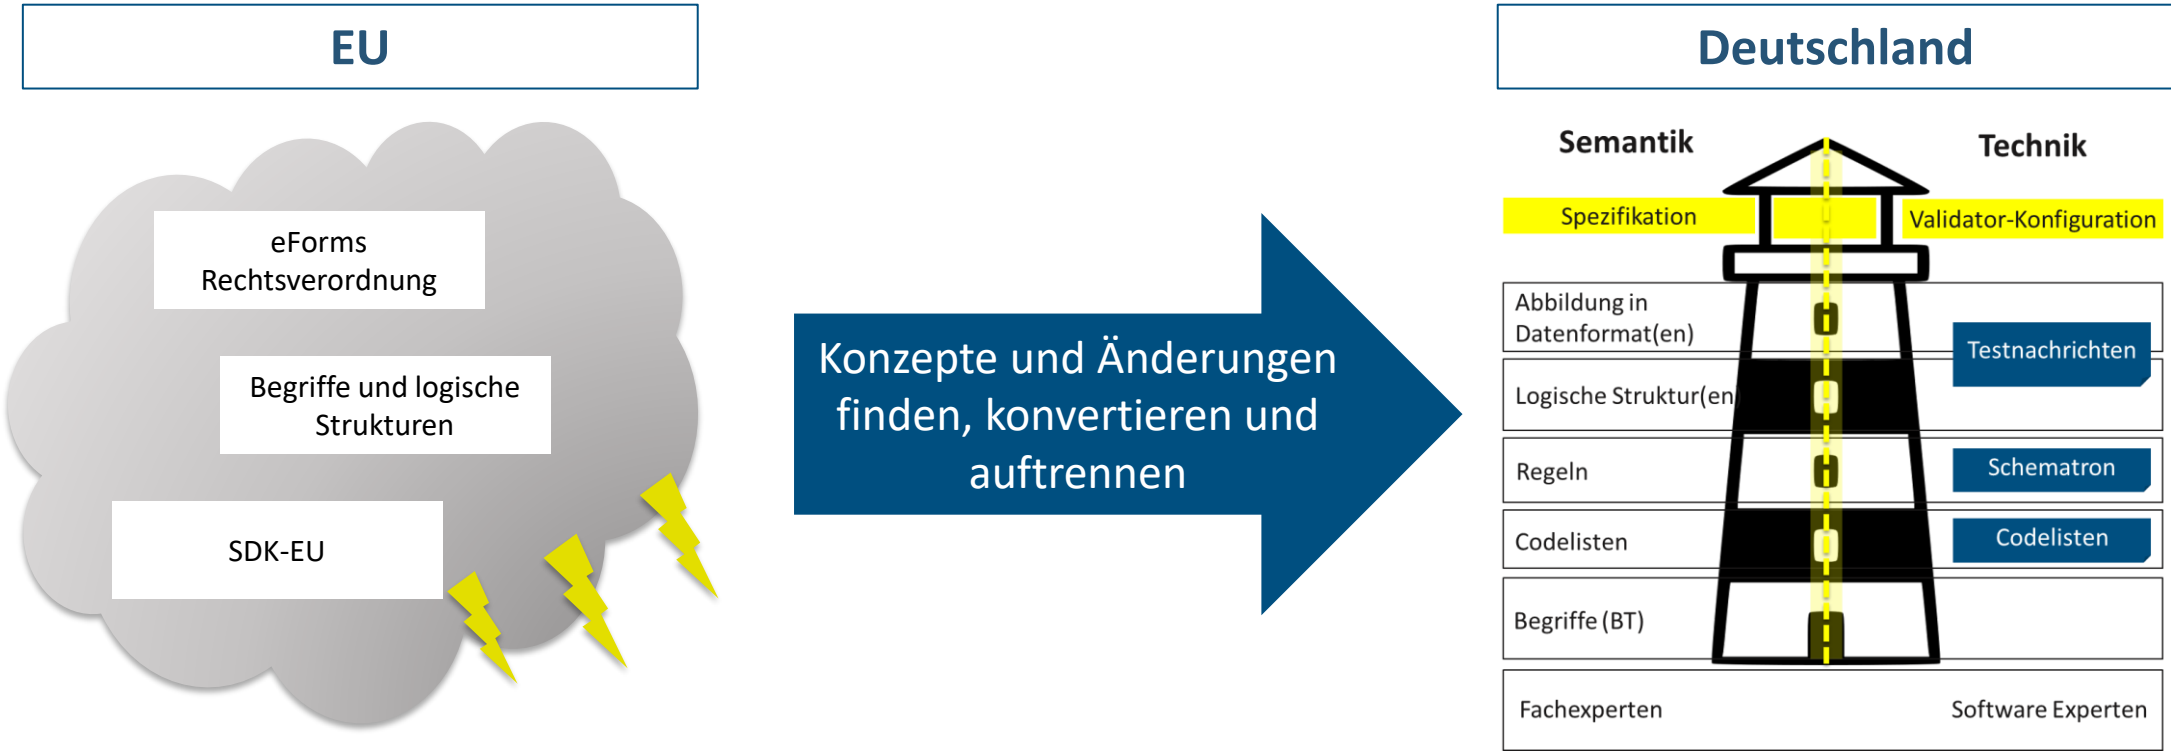 EU
eForms
Rechtsverordnung
Begriffe und logische
Strukturen
SDK-EU
Konzepte und Änderungen
finden, konvertieren und
auftrennen
Deutschland
Semantik
Technik
Spezifikation
Validator-Konfiguration
Abbildung in
Datenformat(en)
Testnachrichten
Logische Struktur(en)
Regeln
Schematron
Codelisten
Codelisten
Begriffe (BT)
Fachexperten
Software Experten